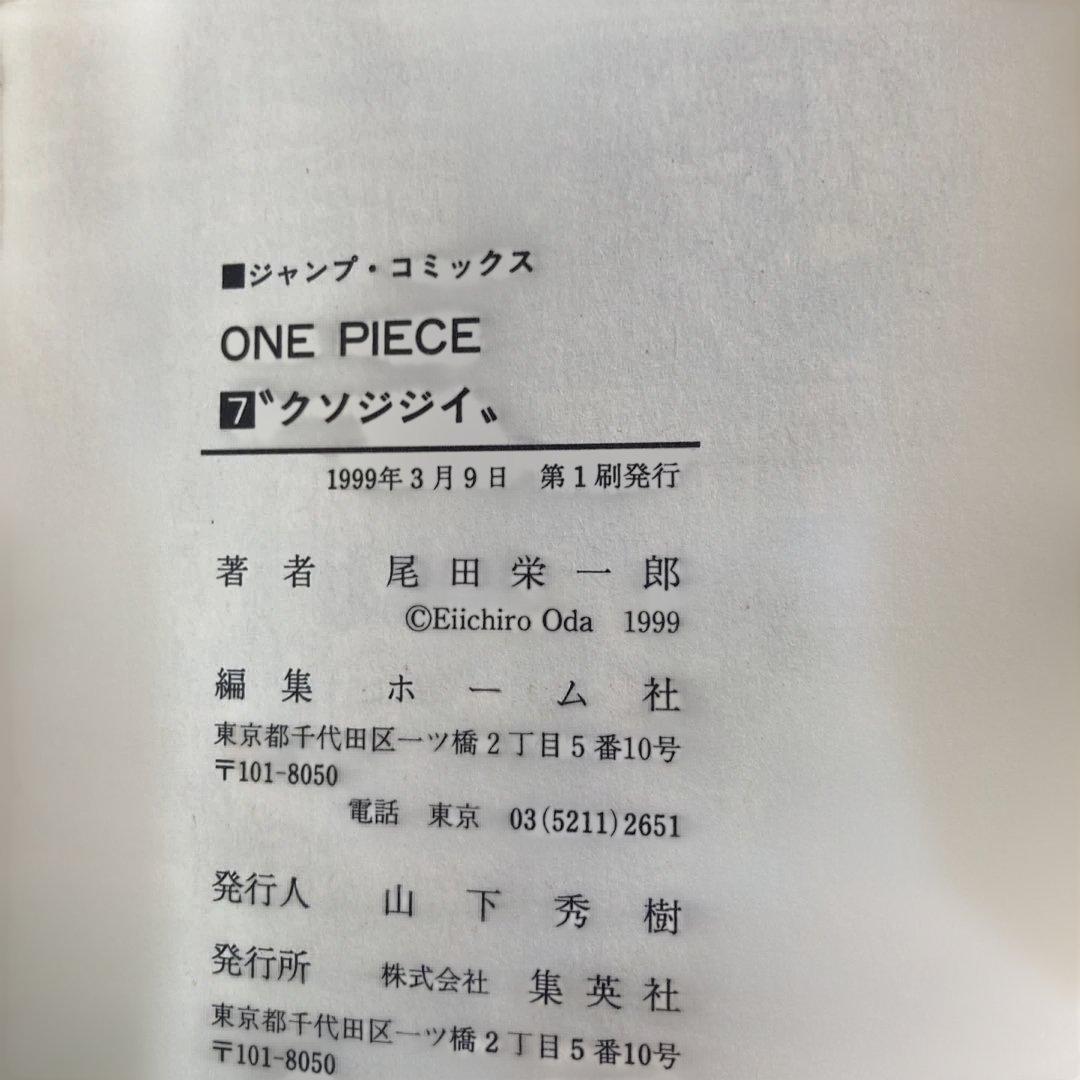 ■ジャンプ・コミックス
ONE PIECE
7〝クソジジイ〟
1999年3月9日 第1刷発行
著者 尾田栄一郎
©Eiichiro Oda 1999
編集 ホーム社
東京都千代田区一ツ橋2丁目5番10号
〒101-8050
電話 東京 03(5211)2651
発行人 山下秀樹
発行所 株式会社 集英社
東京都千代田区一ツ橋2丁目5番10号
〒101-8050